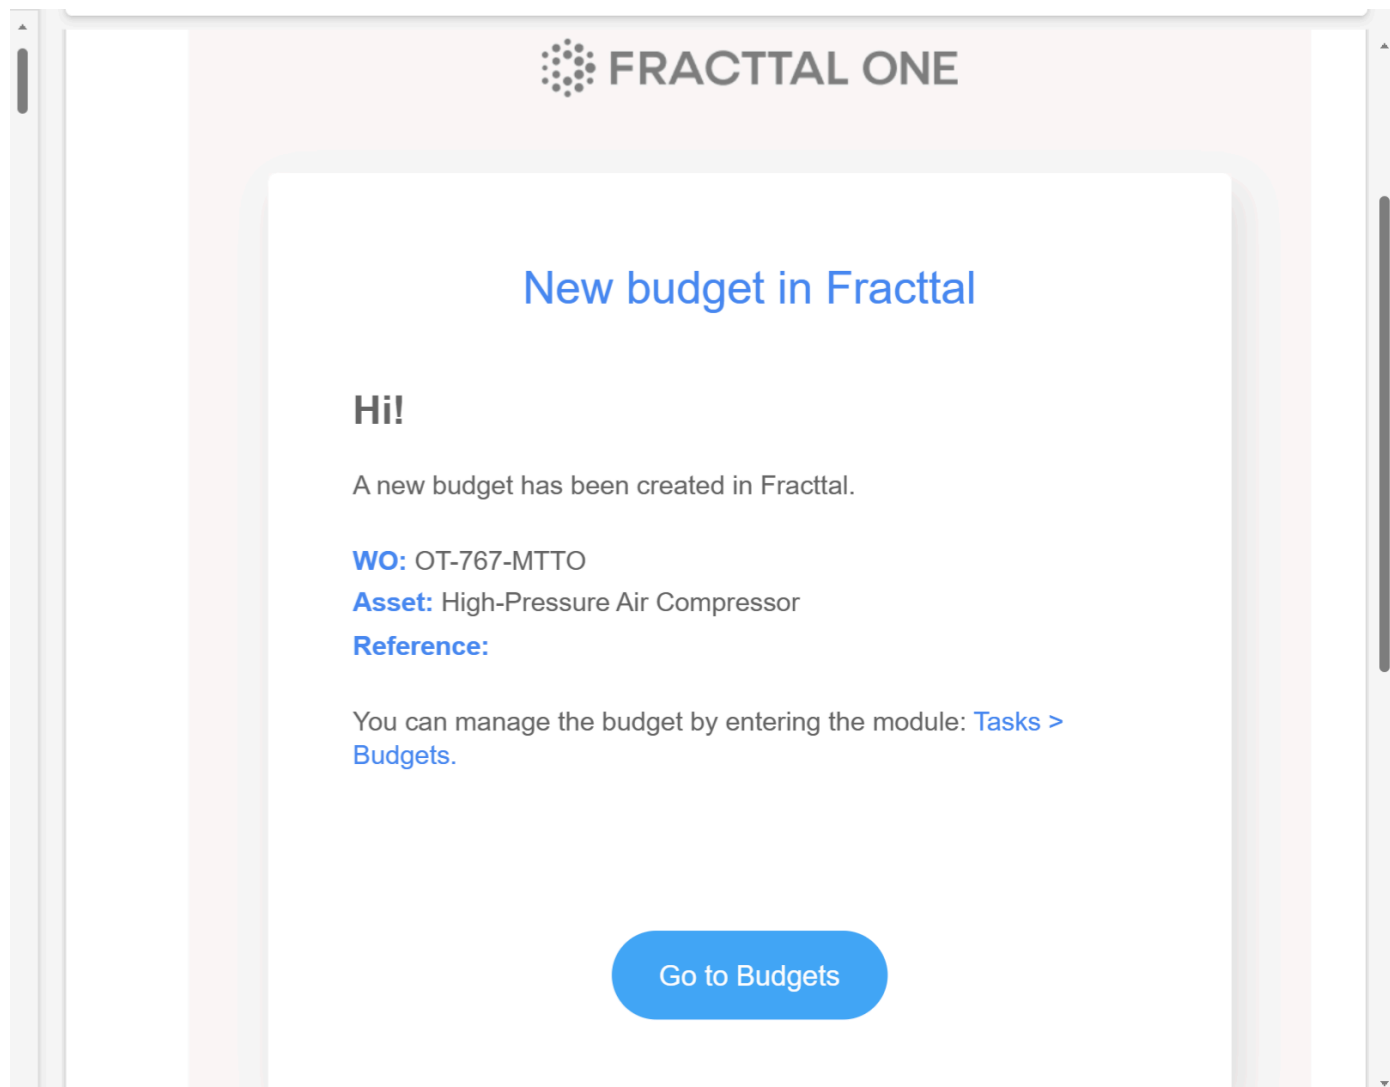 FRACTTAL ONE
New budget in Fracttal
Hi!
A new budget has been created in Fracttal.
WO: OT-767-MTTO
Asset: High-Pressure Air Compressor
Reference:
You can manage the budget by entering the module: Tasks >
Budgets.
Go to Budgets